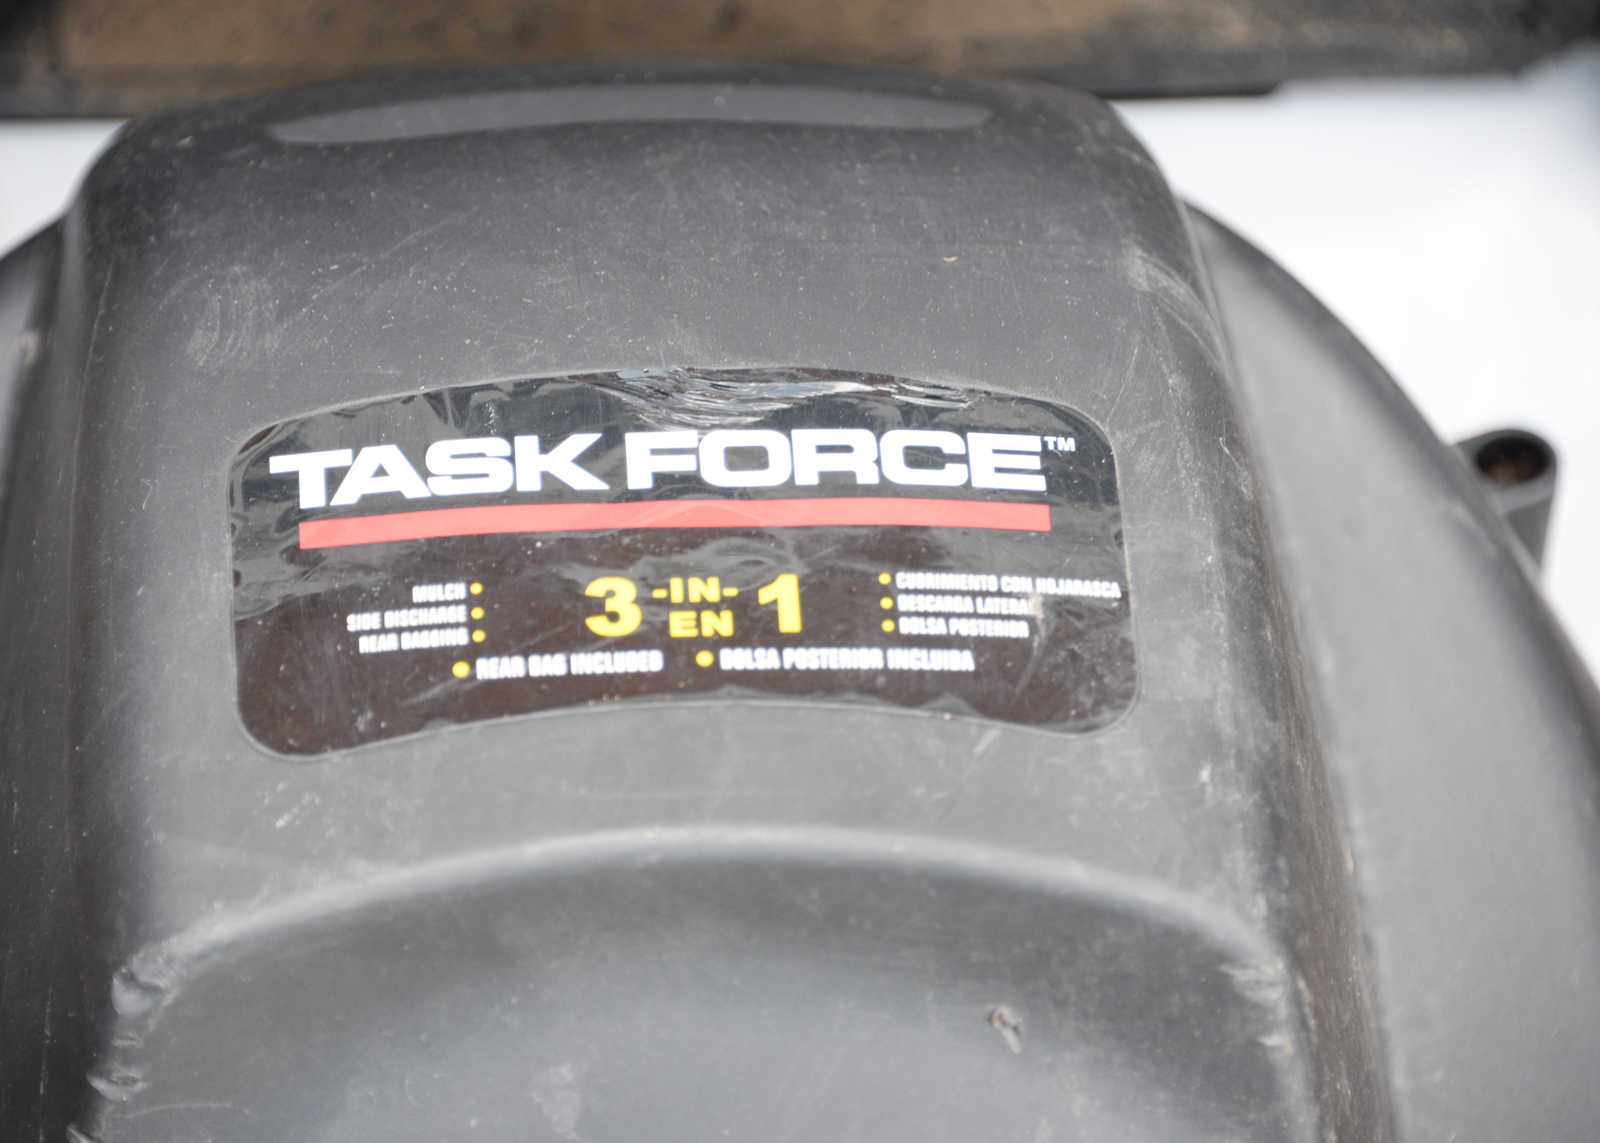 TASK FORCE™
3 -IN- 1
EN
MULCH •
SIDE DISCHARGE •
REAR BAGGING •
• CUBRIMIENTO CON HOJARASCA
• DESCARGA LATERAL
• BOLSA POSTERIOR
• REAR BAG INCLUDED • BOLSA POSTERIOR INCLUIDA